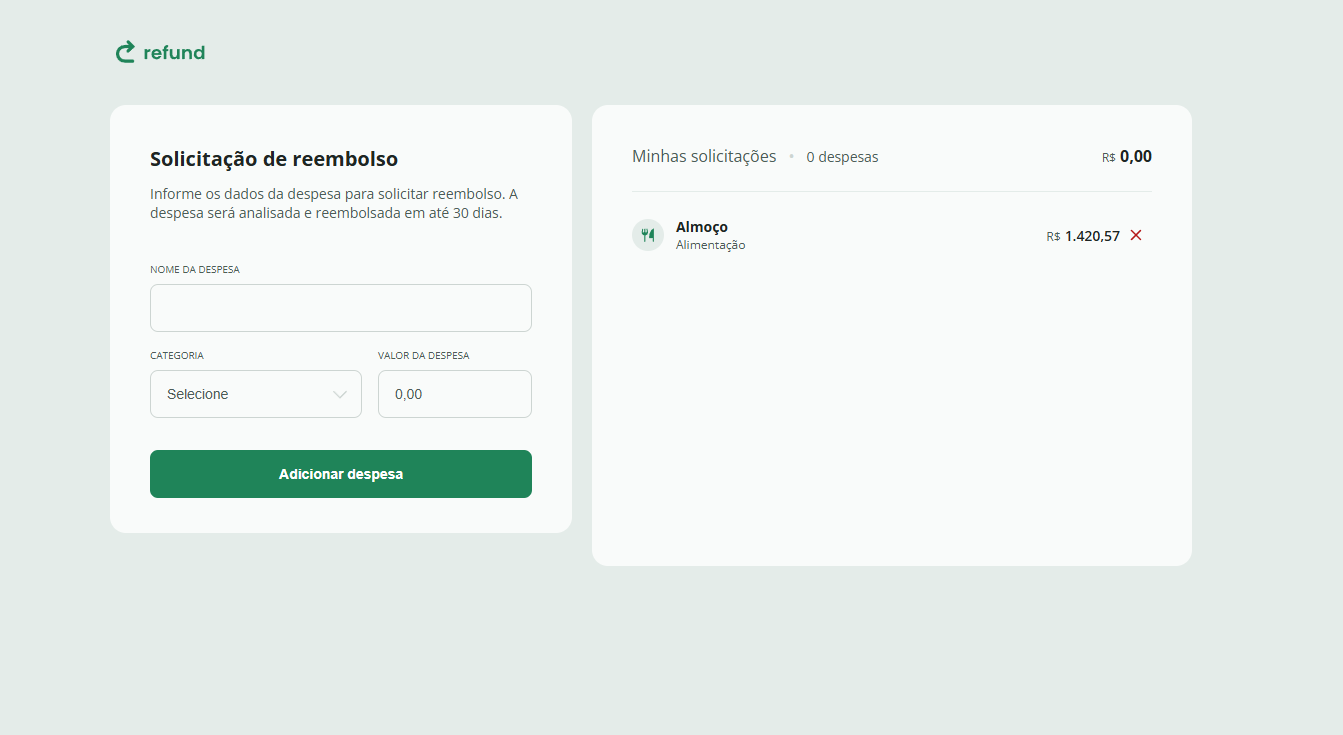 refund
Solicitação de reembolso
Informe os dados da despesa para solicitar reembolso. A
despesa será analisada e reembolsada em até 30 dias.
NOME DA DESPESA
CATEGORIA
VALOR DA DESPESA
Selecione
0,00
Adicionar despesa
Minhas solicitações • 0 despesas
R$ 0,00
Almoço
Alimentação
R$ 1.420,57